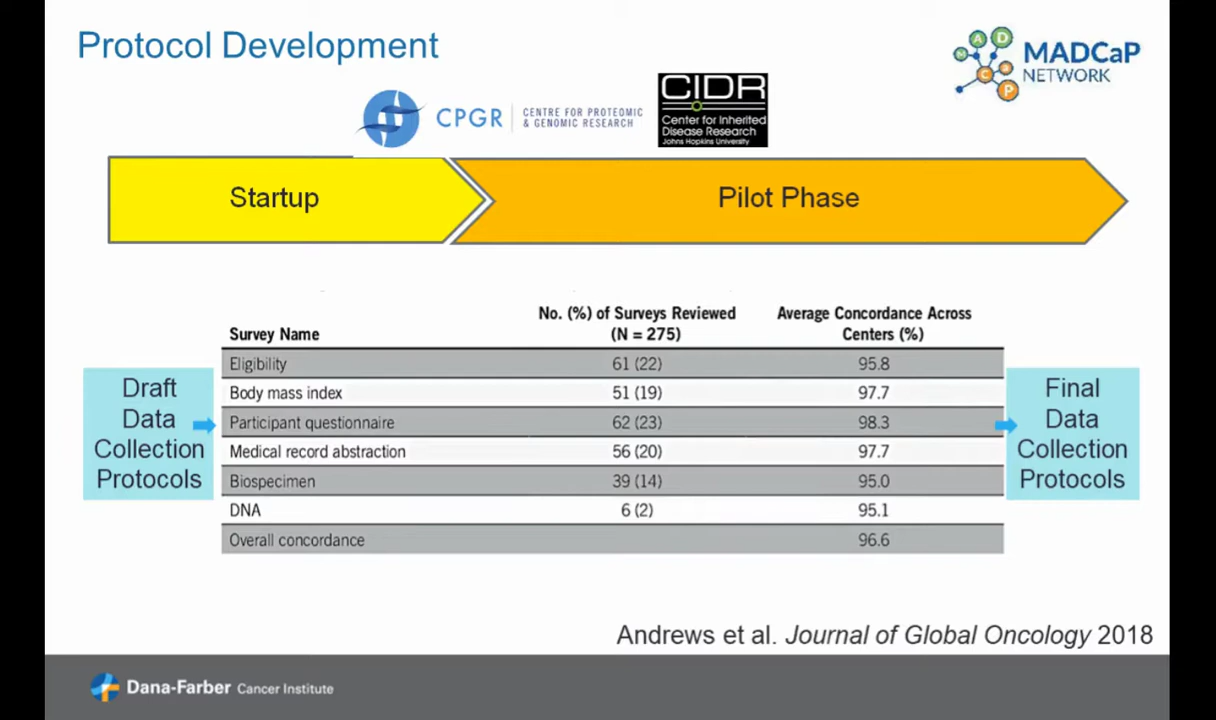 Protocol Development
MADCaP
NETWORK
M A D C a P
CPGR
CENTRE FOR PROTEOMIC
& GENOMIC RESEARCH
CIDR
Center for Inherited
Disease Research
Johns Hopkins University
Startup
Pilot Phase
Survey Name No. (%) of Surveys Reviewed (N = 275) Average Concordance Across Centers (%)
Eligibility 61 (22) 95.8
Body mass index 51 (19) 97.7
Participant questionnaire 62 (23) 98.3
Medical record abstraction 56 (20) 97.7
Biospecimen 39 (14) 95.0
DNA 6 (2) 95.1
Overall concordance 96.6
Draft
Data
Collection
Protocols
Final
Data
Collection
Protocols
Andrews et al. Journal of Global Oncology 2018
Dana-Farber Cancer Institute